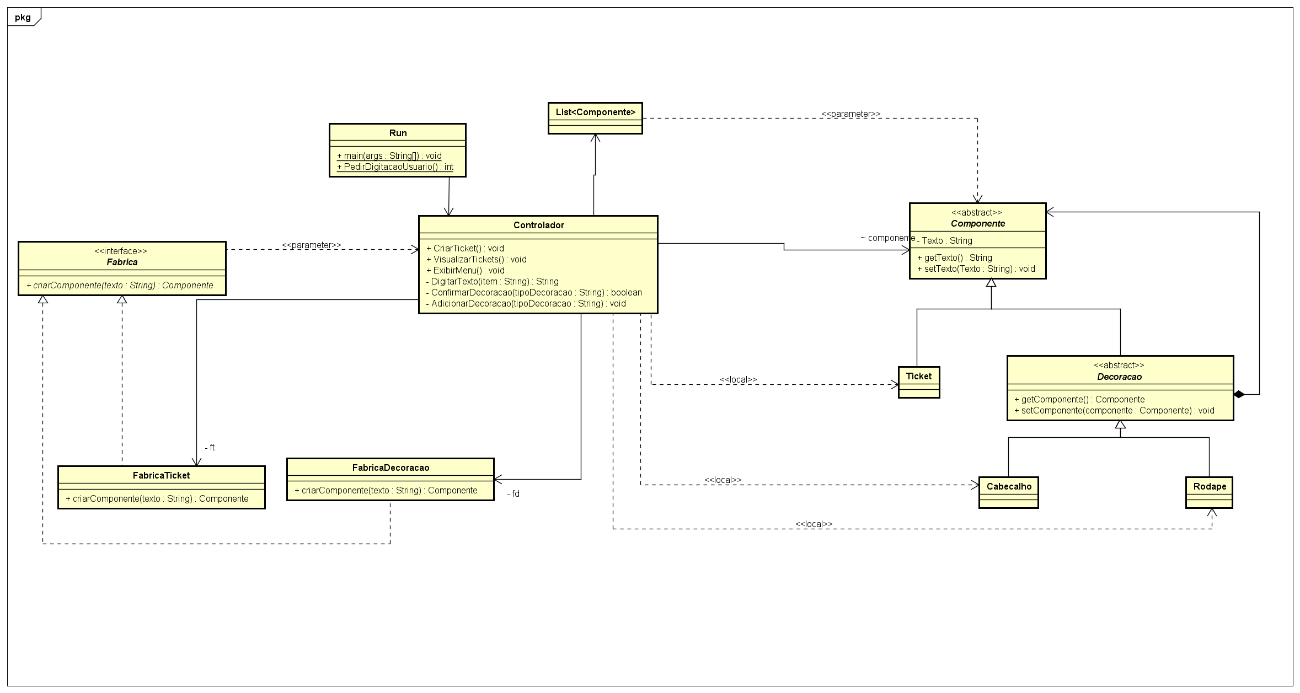 pkg
List<Componente>
<<parameter>>
Run
+ main(args : String[]) : void
+ PedirDigitacaoUsuario() : int
Controlador
+ CriarTicket() : void
+ VisualizarTickets() : void
+ ExibirMenu() : void
- DigitarTexto(item : String) : String
- ConfirmarDecoracao(tipoDecoracao : String) : boolean
- AdicionarDecoracao(tipoDecoracao : String) : void
<<abstract>>
Componente
- Texto : String
+ getTexto() : String
+ setTexto(Texto : String) : void
~ componente
<<interface>>
Fabrica
+ criarComponente(texto : String) : Componente
<<parameter>>
<<local>>
Ticket
<<abstract>>
Decoracao
+ getComponente() : Componente
+ setComponente(componente : Componente) : void
- ft
FabricaTicket
+ criarComponente(texto : String) : Componente
FabricaDecoracao
+ criarComponente(texto : String) : Componente
- fd
<<local>>
Cabecalho
Rodape
<<local>>